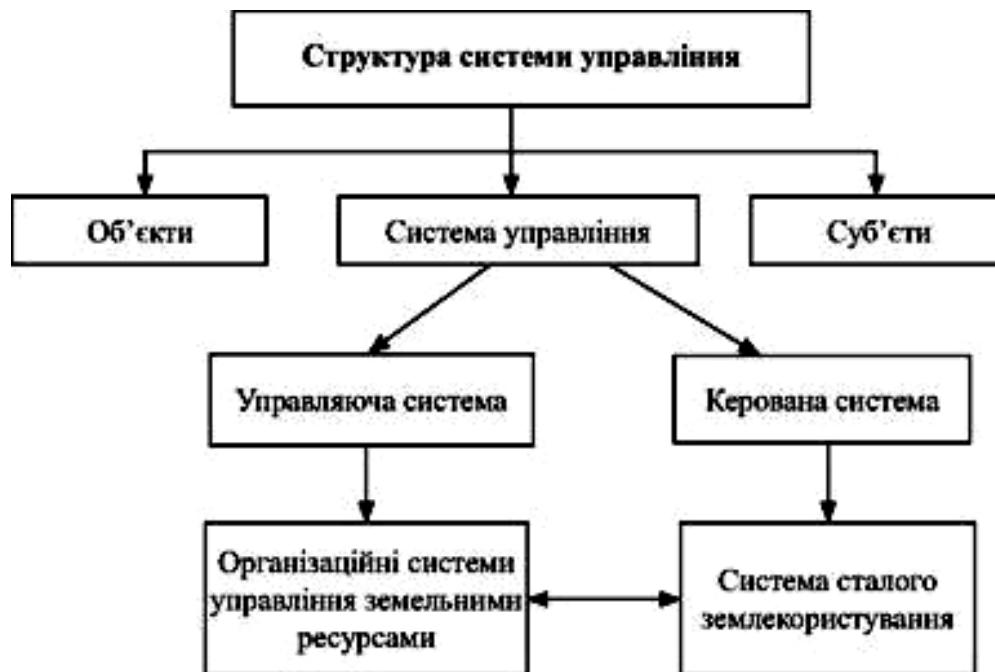 Структура системи управління
Об’єкти
Система управління
Суб’єти
Управляюча система
Керована система
Організаційні системи
управління земельними
ресурсами
Система сталого
землекористування